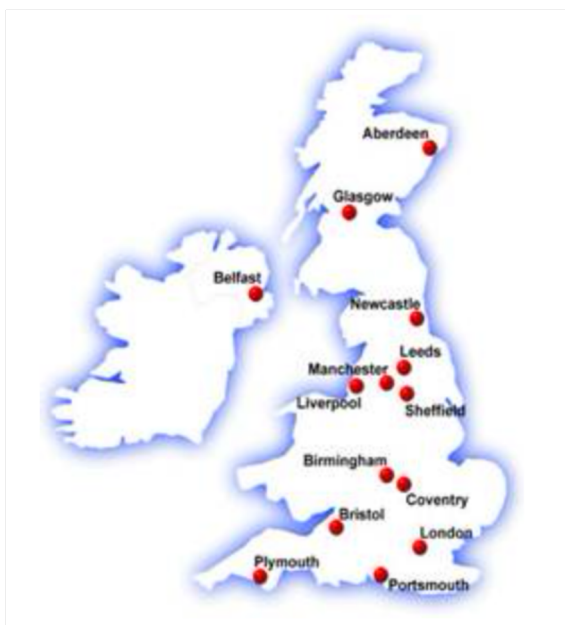 Aberdeen
Glasgow
Belfast
Newcastle
Leeds
Manchester
Liverpool
Sheffield
Birmingham
Coventry
Bristol
London
Plymouth
Portsmouth